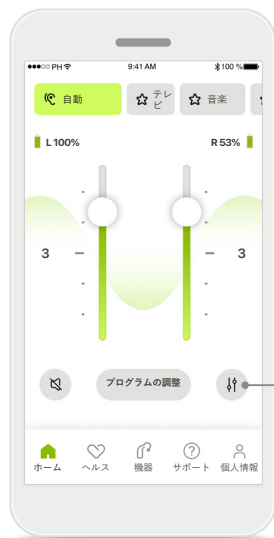 PH 9:41 AM 100 %
自動 テレ
ビ 音楽
L 100% R 53%
3 3
プログラムの調整
ホーム ヘルス 機器 サポート 個人情報